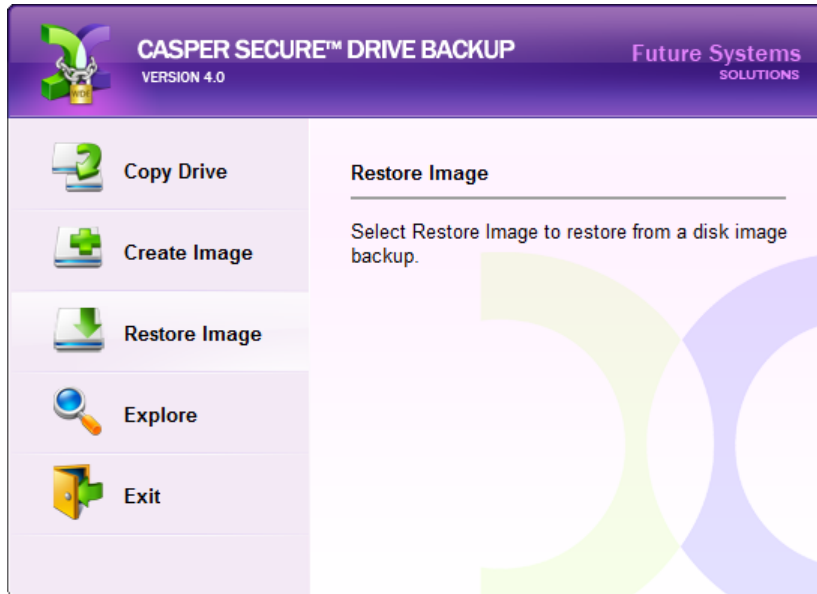 CASPER SECURE™ DRIVE BACKUP
VERSION 4.0
Future Systems
SOLUTIONS
WDE
Copy Drive
Create Image
Restore Image
Explore
Exit
Restore Image
Select Restore Image to restore from a disk image
backup.